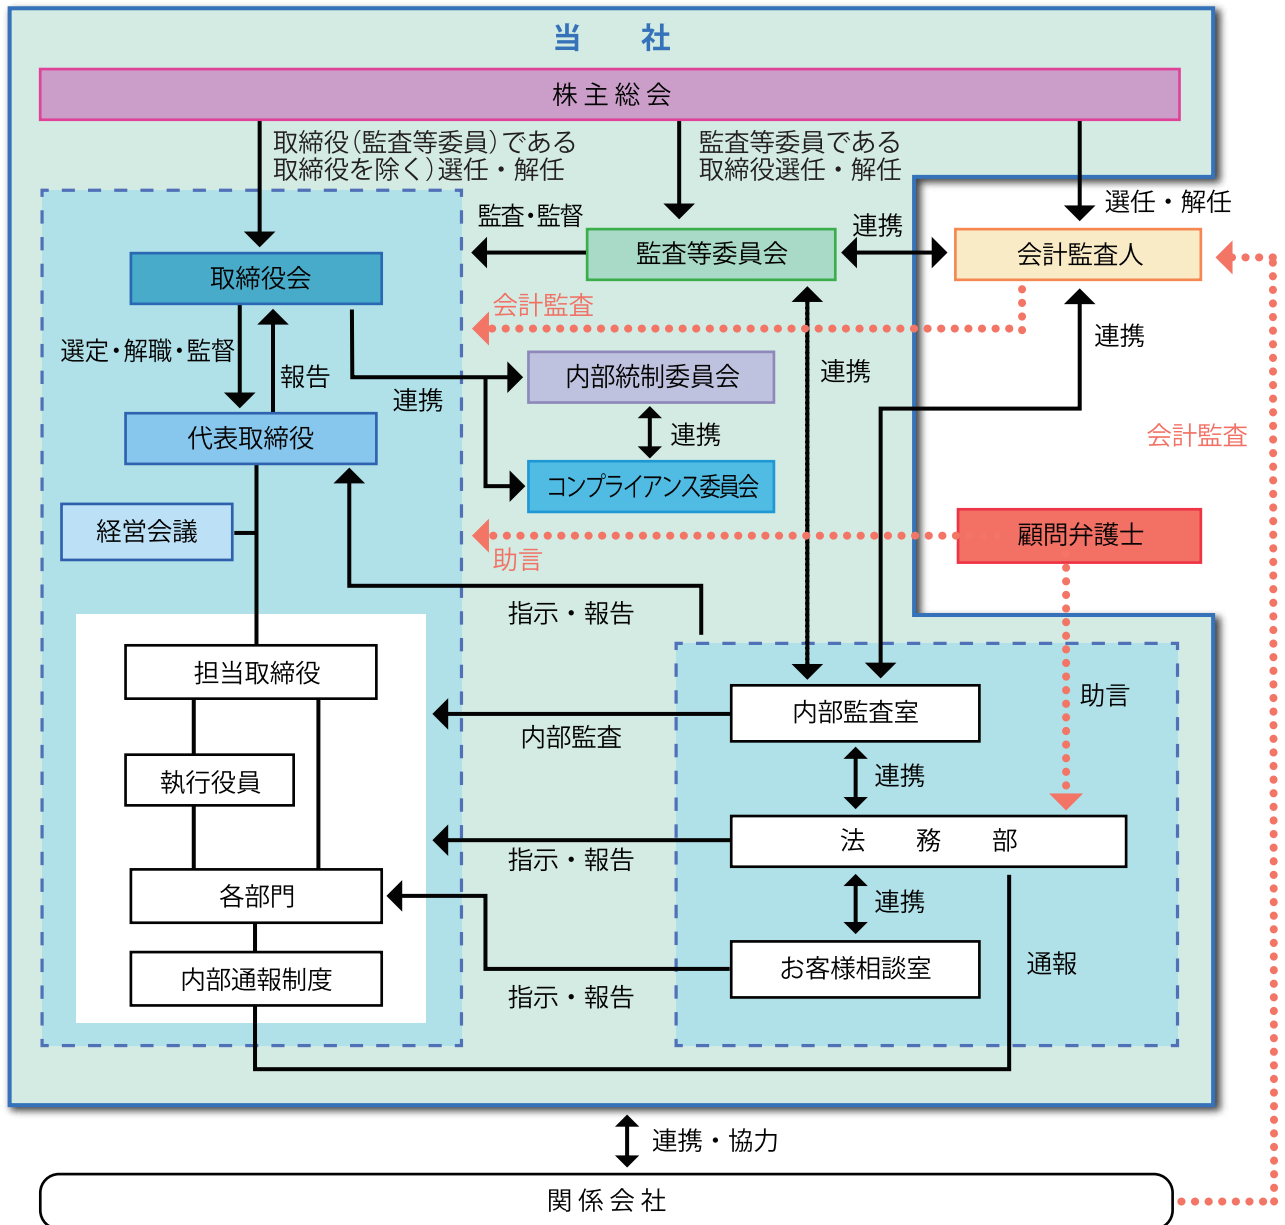 当　社
株主総会
取締役（監査等委員）である
取締役を除く）選任・解任
監査等委員である
取締役選任・解任
選任・解任
監査・監督
連携
監査等委員会
会計監査人
取締役会
会計監査
連携
選定・解職・監督
報告
連携
内部統制委員会
連携
連携
代表取締役
会計監査
コンプライアンス委員会
経営会議
顧問弁護士
助言
指示・報告
担当取締役
助言
内部監査室
内部監査
執行役員
連携
法　務　部
指示・報告
各部門
連携
お客様相談室
通報
内部通報制度
指示・報告
連携・協力
関係会社